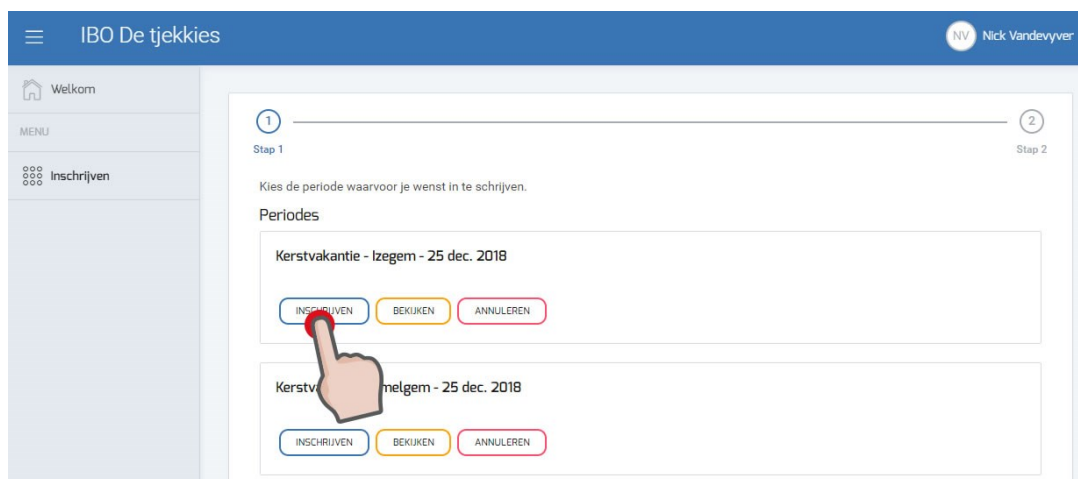 IBO De tjekkies
NV Nick Vandevyver
Welkom
MENU
Inschrijven
1
2
Stap 1
Stap 2
Kies de periode waarvoor je wenst in te schrijven.
Periodes
Kerstvakantie - Izegem - 25 dec. 2018
INSCHRIJVEN BEKIJKEN ANNULEREN
- 25 dec. 2018
INSCHRIJVEN BEKIJKEN ANNULEREN